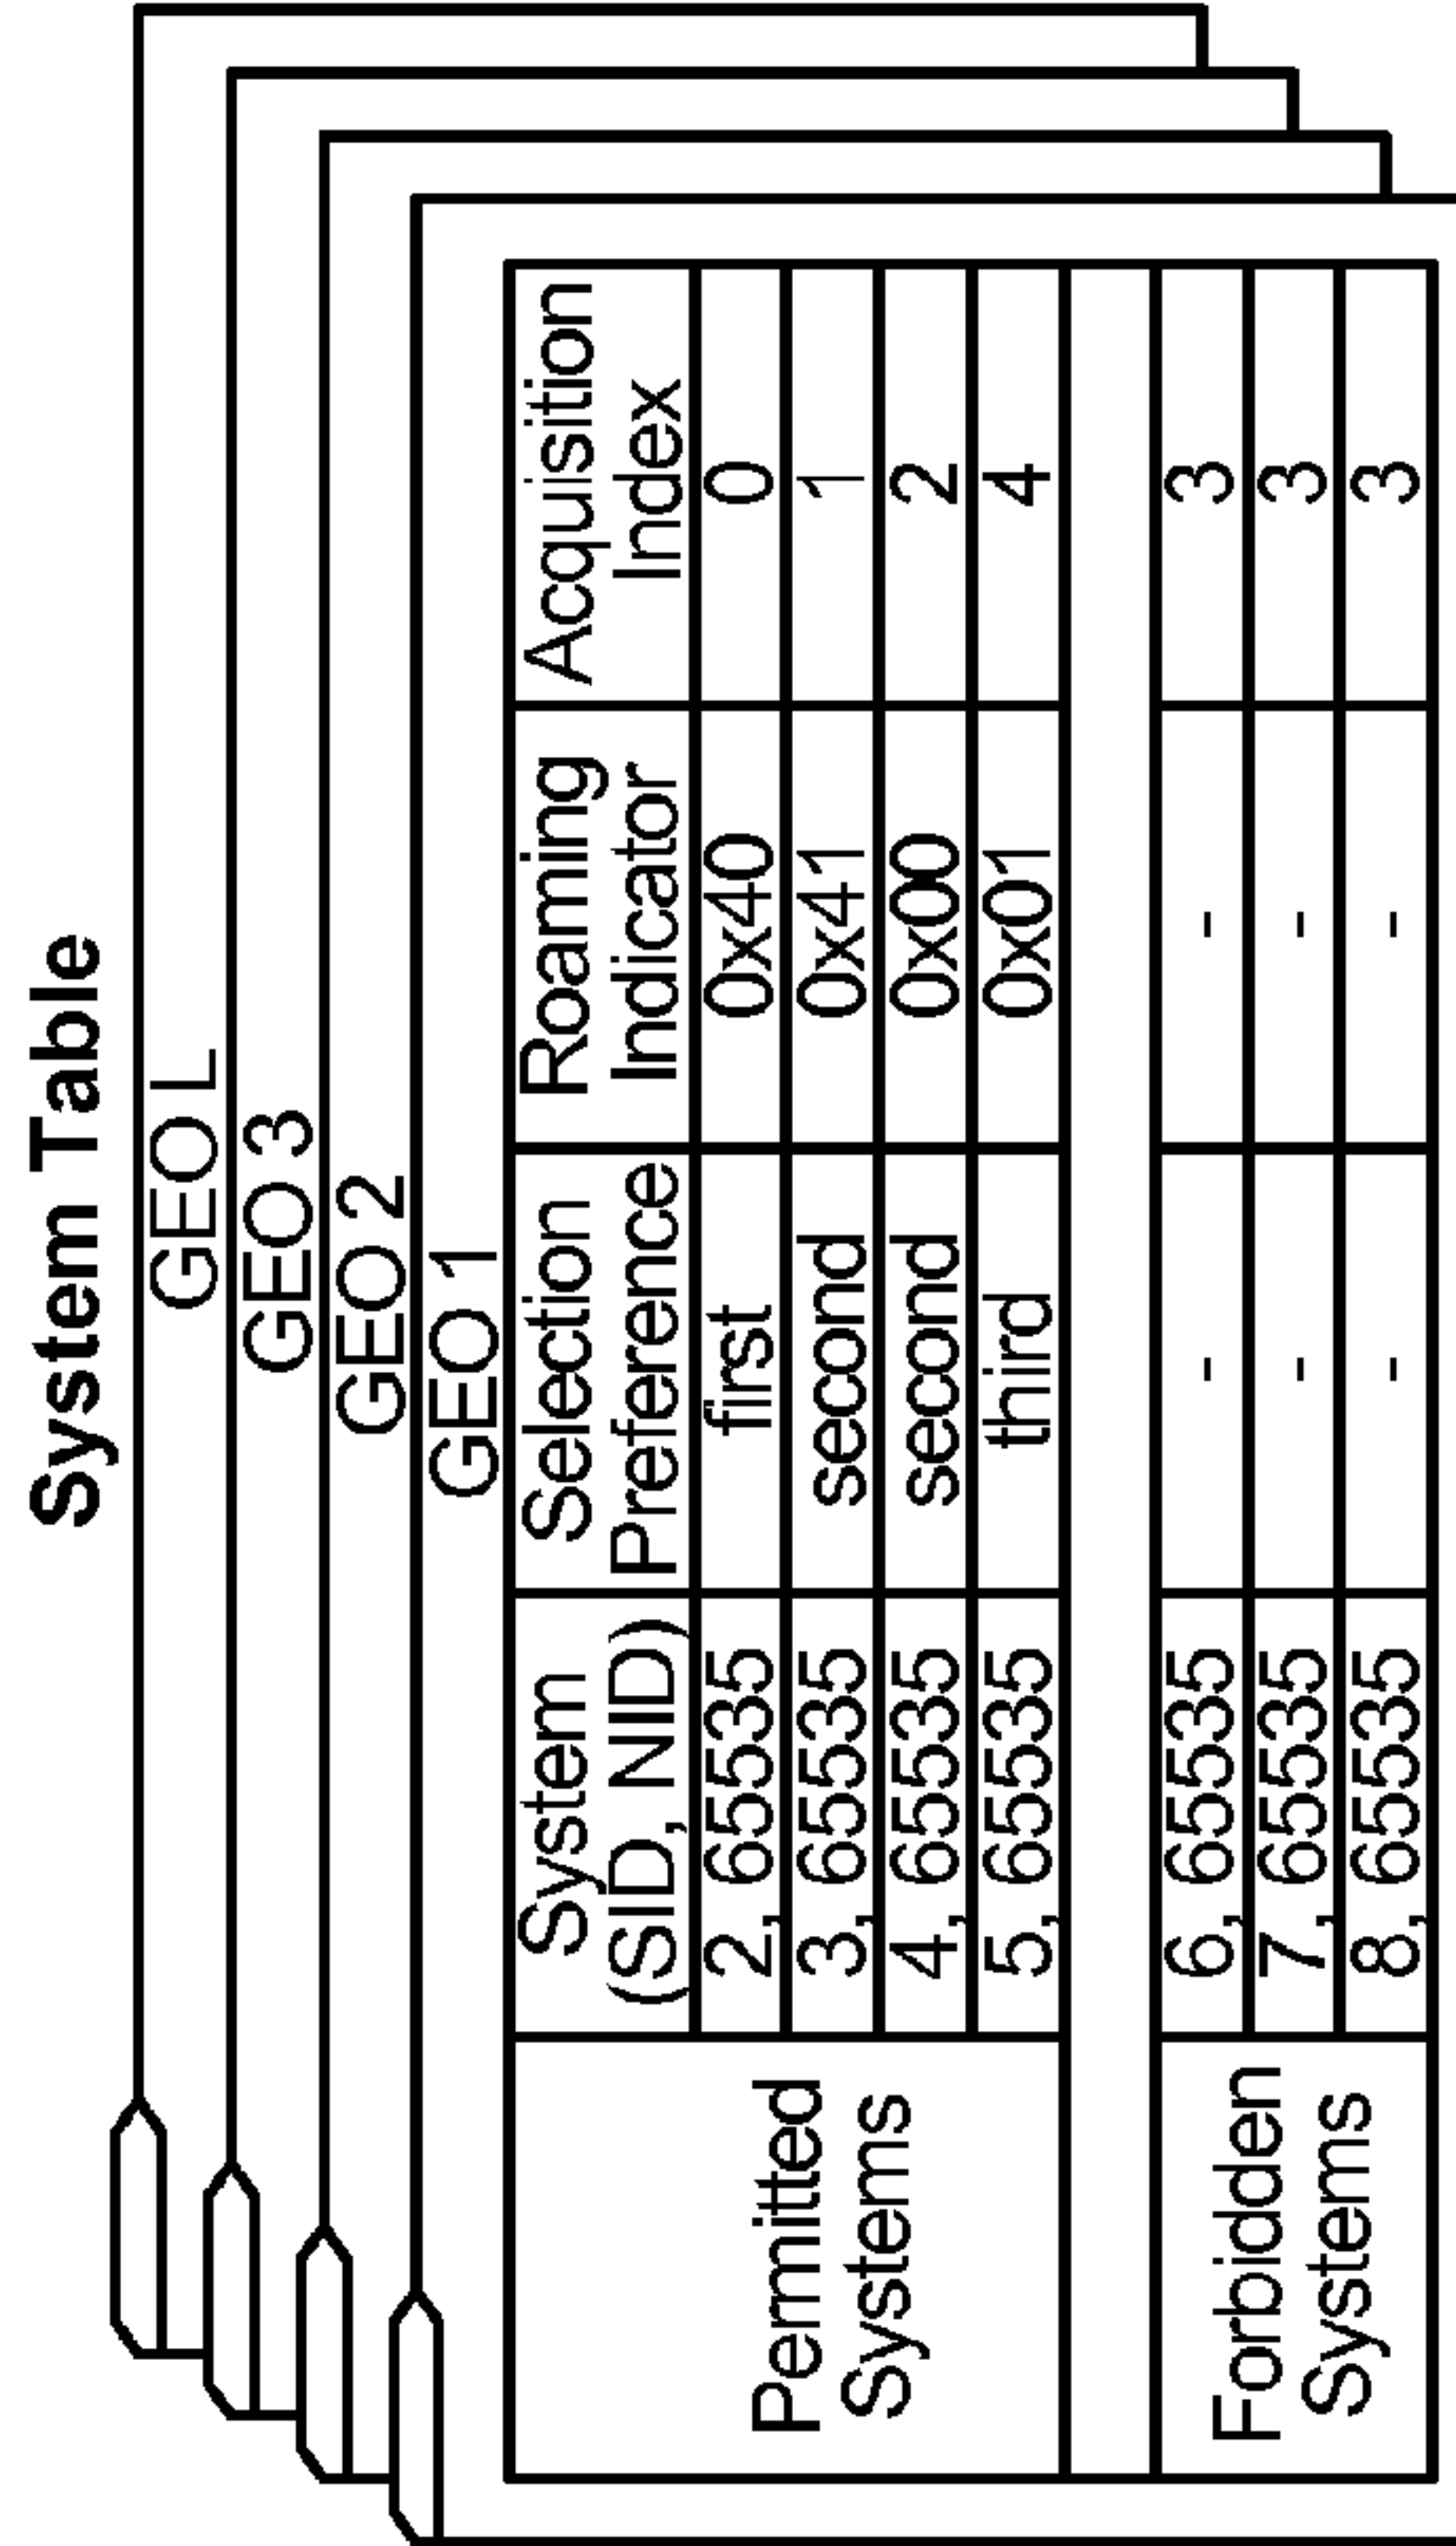 System Table
GEO L
GEO 3
GEO 2
GEO 1
System (SID, NID) Selection Preference Roaming Indicator Acquisition Index
Permitted Systems
2, 65535 first 0x40 0
3, 65535 second 0x41 1
4, 65535 second 0x00 2
5, 65535 third 0x01 4
Forbidden Systems
6, 65535 - - 3
7, 65535 - - 3
8, 65535 - - 3